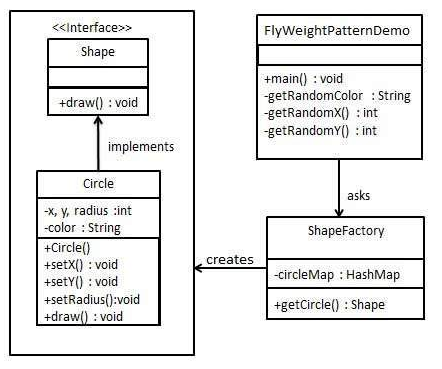 <<Interface>>
Shape
+draw() : void
implements
Circle
-x, y, radius :int
-color : String
+Circle()
+setX() : void
+setY() : void
+setRadius():void
+draw() : void
FlyWeightPatternDemo
+main() : void
-getRandomColor : String
-getRandomX() : int
-getRandomY() : int
asks
ShapeFactory
-circleMap : HashMap
+getCircle() : Shape
creates